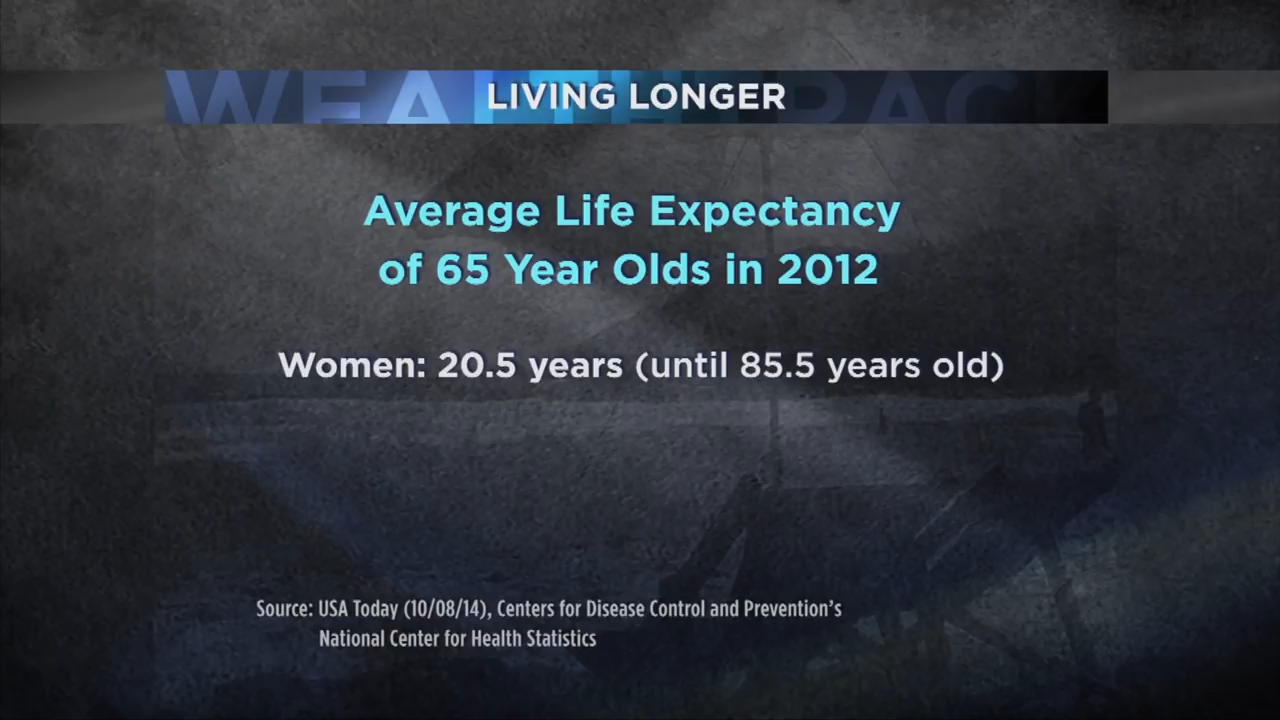 LIVING LONGER
Average Life Expectancy
of 65 Year Olds in 2012
Women: 20.5 years (until 85.5 years old)
Source: USA Today (10/08/14), Centers for Disease Control and Prevention's
National Center for Health Statistics